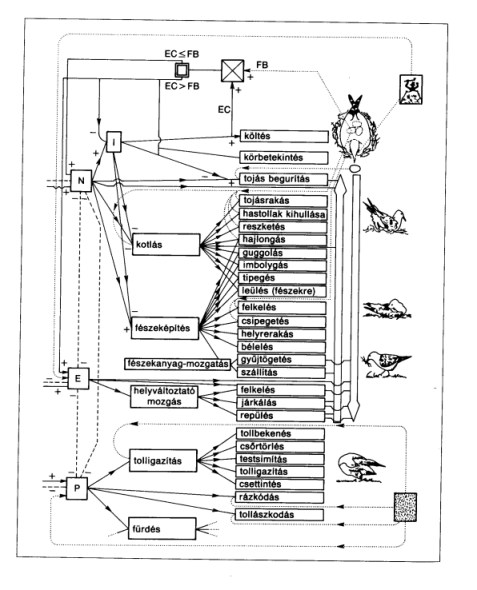 EC ≤ FB
EC > FB
FB
EC
+
+
−
I
+
−
+
költés
körbetekintés
tojás begurítás
N
+
−
kotlás
tojásrakás
hastollak kihullása
reszketés
hajlongás
guggolás
imbolygás
tipegés
leülés (fészekre)
−
+
fészeképítés
felkelés
csipegetés
helyrerakás
bélelés
fészekanyag-mozgatás
gyűjtögetés
szállítás
+
−
E
helyváltoztató
mozgás
felkelés
járkálás
repülés
tolligazítás
tollbekenés
csőrtörlés
testsimítás
tolligazítás
csettintés
rázkódás
tollászkodás
−
+
P
+
fürdés